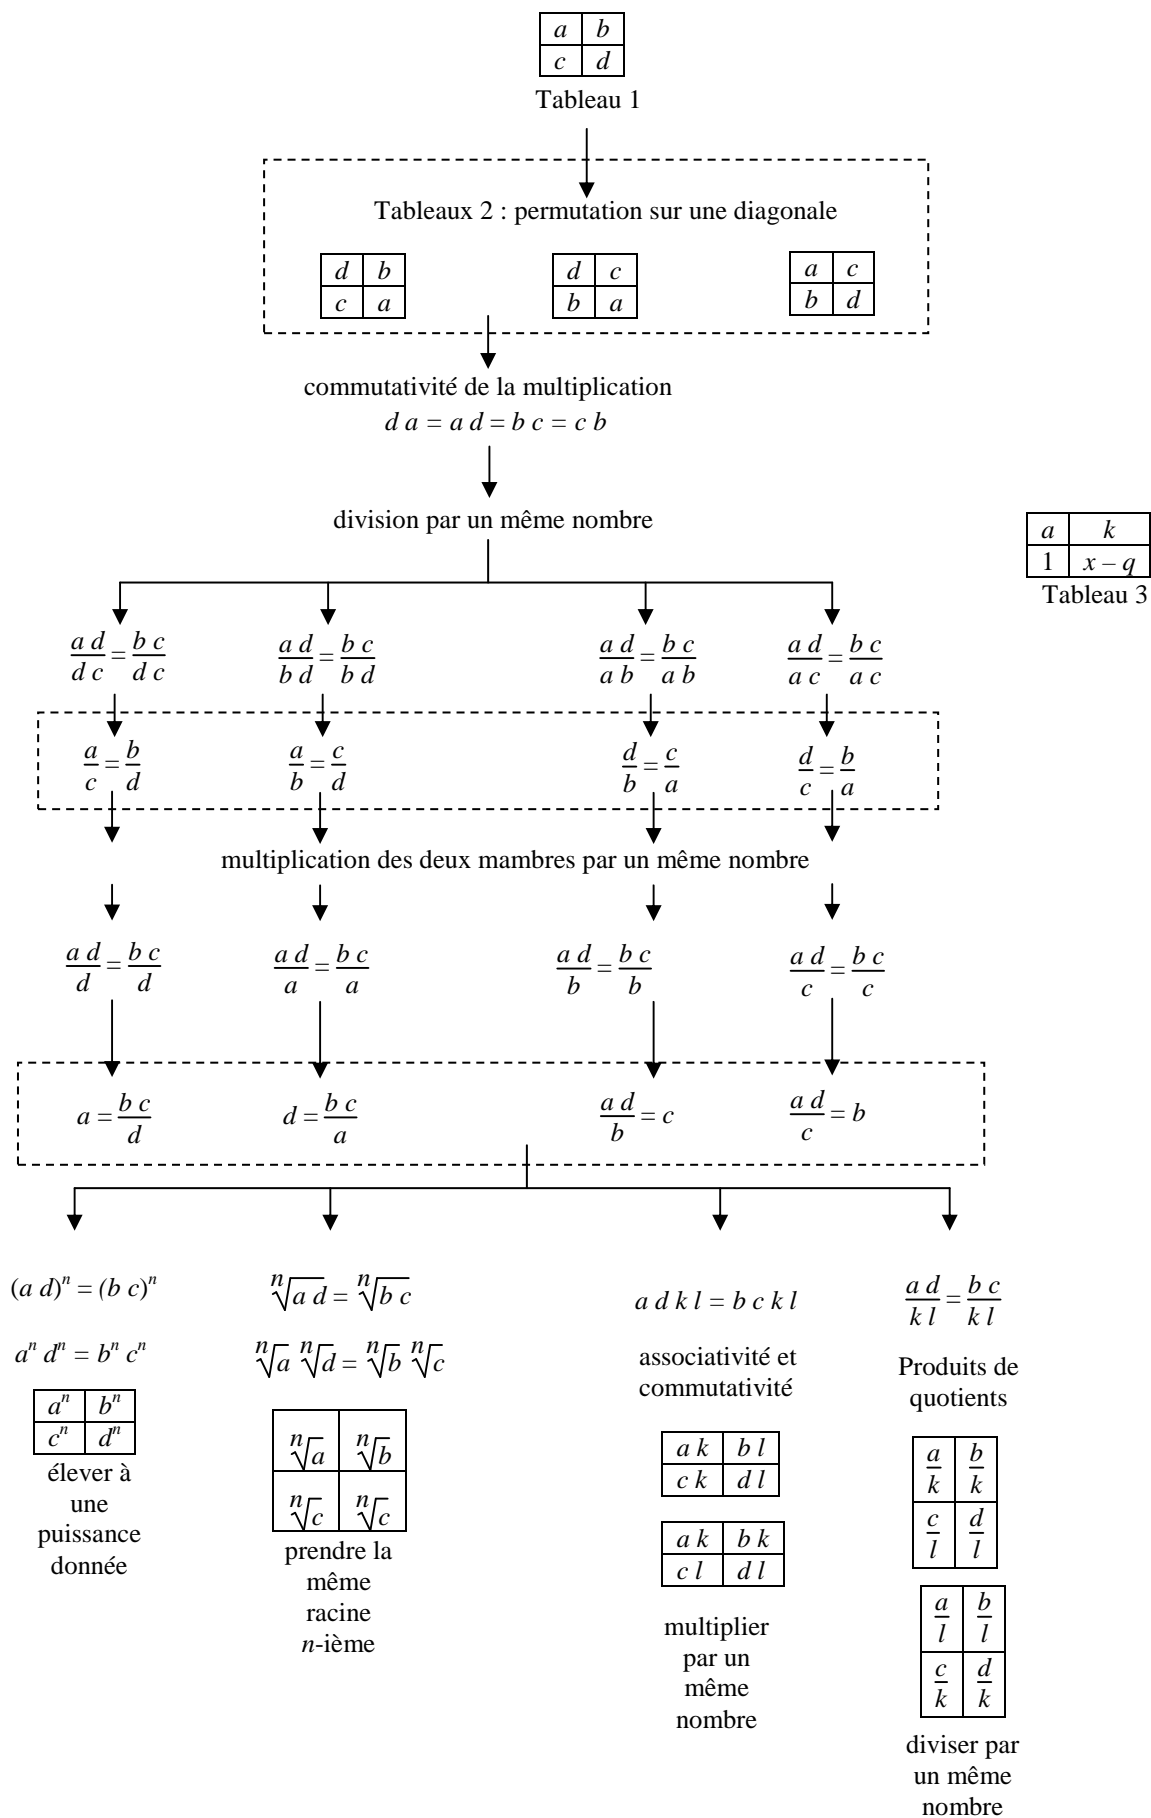 a b
c d
Tableau 1
Tableaux 2 : permutation sur une diagonale
d b
c a
d c
b a
a c
b d
commutativité de la multiplication
d a = a d = b c = c b
division par un même nombre
a k
1 x – q
Tableau 3
a d / d c = b c / d c
a d / b d = b c / b d
a d / a b = b c / a b
a d / a c = b c / a c
a / c = b / d
a / b = c / d
d / b = c / a
d / c = b / a
multiplication des deux mambres par un même nombre
a d / d = b c / d
a d / a = b c / a
a d / b = b c / b
a d / c = b c / c
a = b c / d
d = b c / a
a d / b = c
a d / c = b
(a d)^n = (b c)^n
a^n d^n = b^n c^n
a^n b^n
c^n d^n
élever à
une
puissance
donnée
n√(a d) = n√(b c)
n√a n√d = n√b n√c
n√a n√b
n√c n√c
prendre la
même
racine
n-ième
a d k l = b c k l
associativité et
commutativité
a k b l
c k d l
a k b k
c l d l
multiplier
par un
même
nombre
a d / k l = b c / k l
Produits de
quotients
a / k b / k
c / l d / l
a / l b / l
c / k d / k
diviser par
un même
nombre